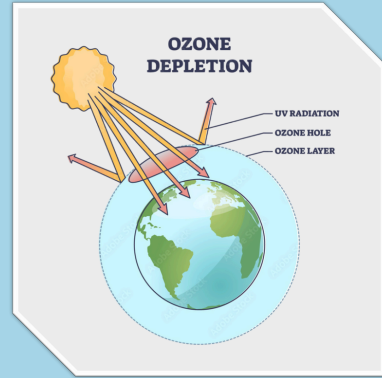 OZONE
DEPLETION
UV RADIATION
OZONE HOLE
OZONE LAYER